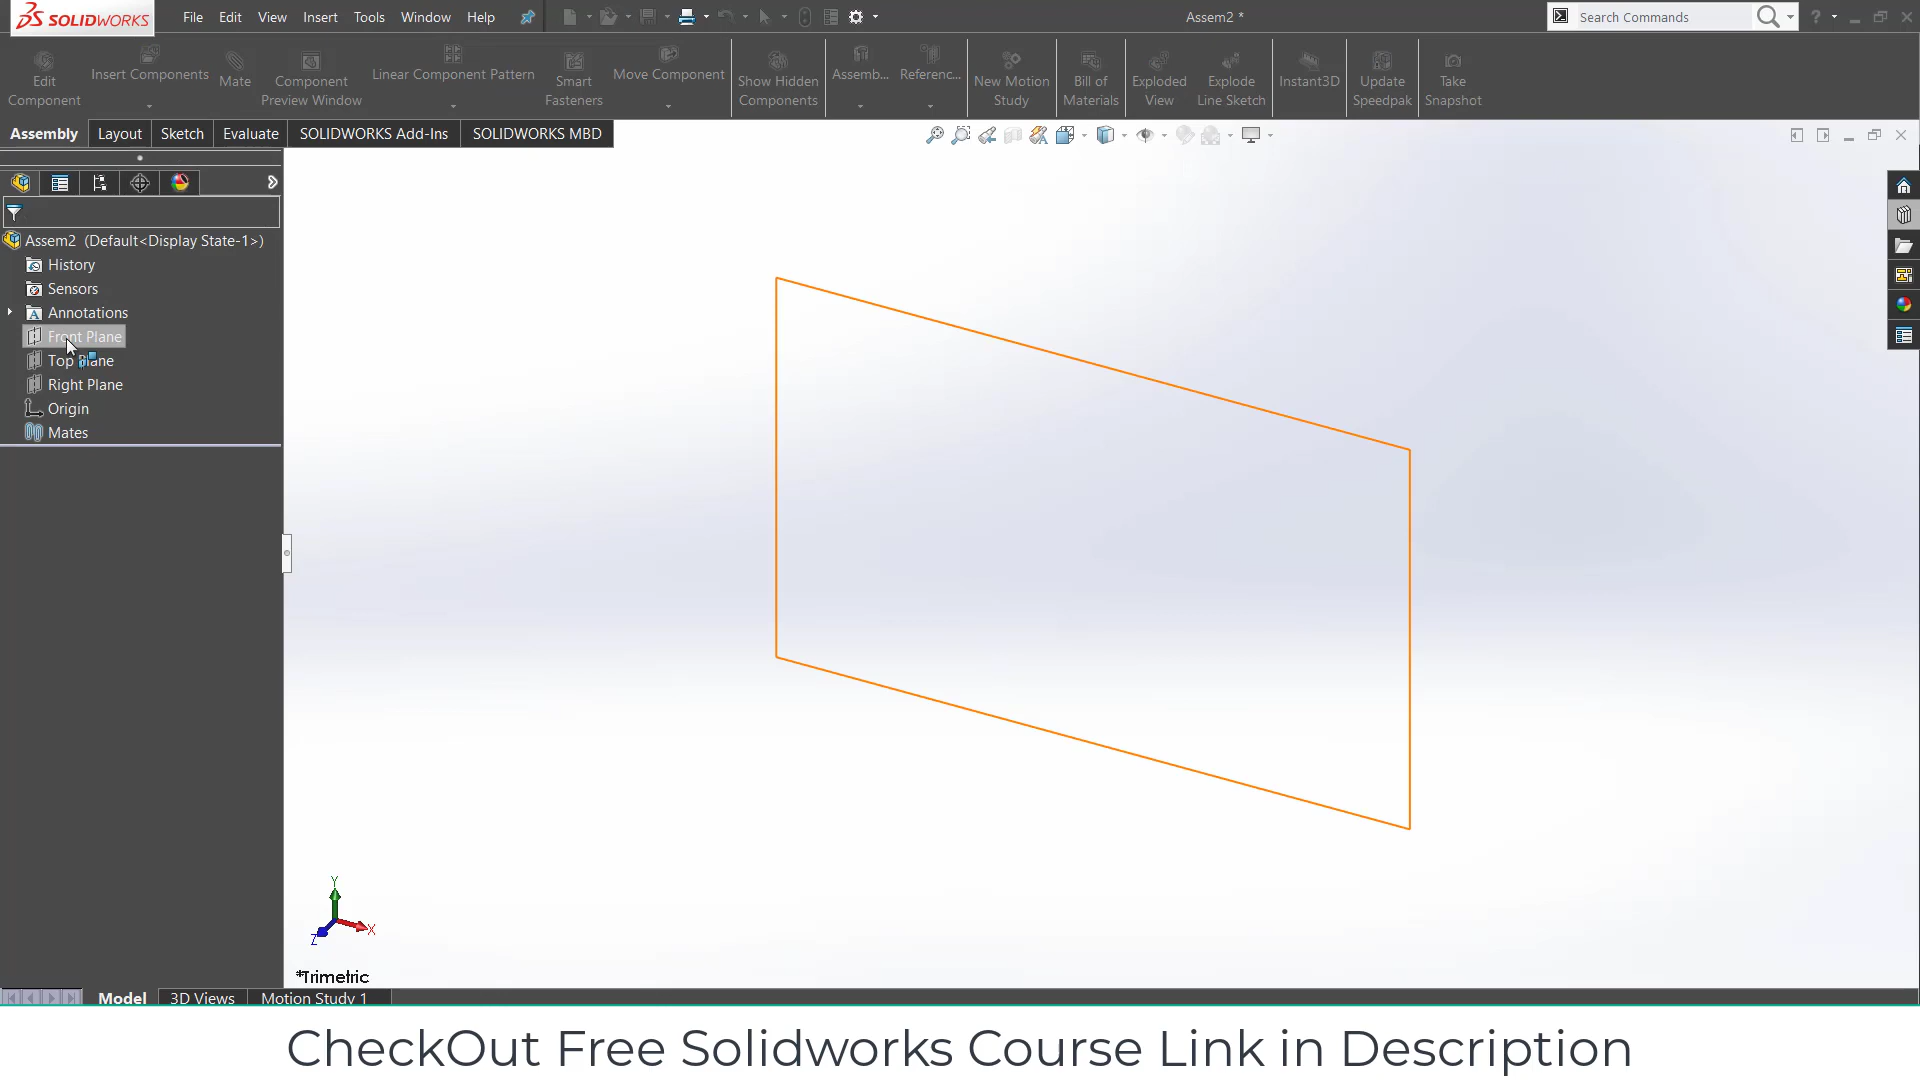 SOLIDWORKS File Edit View Insert Tools Window Help Assem2 * Search Commands ?
Edit Component
Insert Components
Mate
Component Preview Window
Linear Component Pattern
Smart Fasteners
Move Component
Show Hidden Components
Assemb...
Referenc...
New Motion Study
Bill of Materials
Exploded View
Explode Line Sketch
Instant3D
Update Speedpak
Take Snapshot
Assembly Layout Sketch Evaluate SOLIDWORKS Add-Ins SOLIDWORKS MBD
Assem2 (Default<Display State-1>)
History
Sensors
A Annotations
Front Plane
Top Plane
Right Plane
Origin
Mates
Y
X
Z
*Trimetric
Model 3D Views Motion Study 1
CheckOut Free Solidworks Course Link in Description